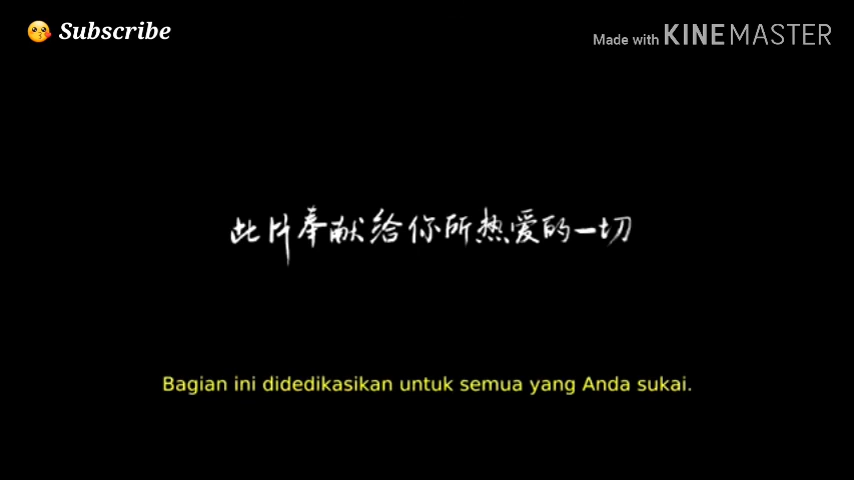 😗 Subscribe
Made with KINEMASTER
此片奉献给你所热爱的一切
Bagian ini didedikasikan untuk semua yang Anda sukai.